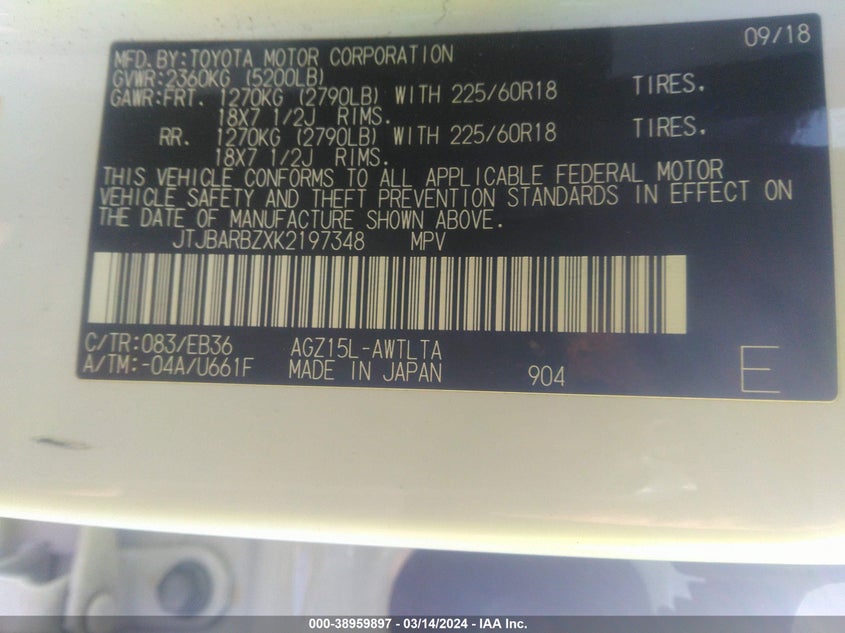 09/18
MFD.BY:TOYOTA MOTOR CORPORATION
GVWR:2360KG (5200LB)
GAWR:FRT. 1270KG (2790LB) WITH 225/60R18 TIRES.
18X7 1/2J RIMS.
RR. 1270KG (2790LB) WITH 225/60R18 TIRES.
18X7 1/2J RIMS.
THIS VEHICLE CONFORMS TO ALL APPLICABLE FEDERAL MOTOR
VEHICLE SAFETY AND THEFT PREVENTION STANDARDS IN EFFECT ON
THE DATE OF MANUFACTURE SHOWN ABOVE.
JTJBARBZXK2197348 MPV
C/TR:083/EB36 AGZ15L-AWTLTA
A/TM:-04A/U661F MADE IN JAPAN 904 E
000-38959897 - 03/14/2024 - IAA Inc.